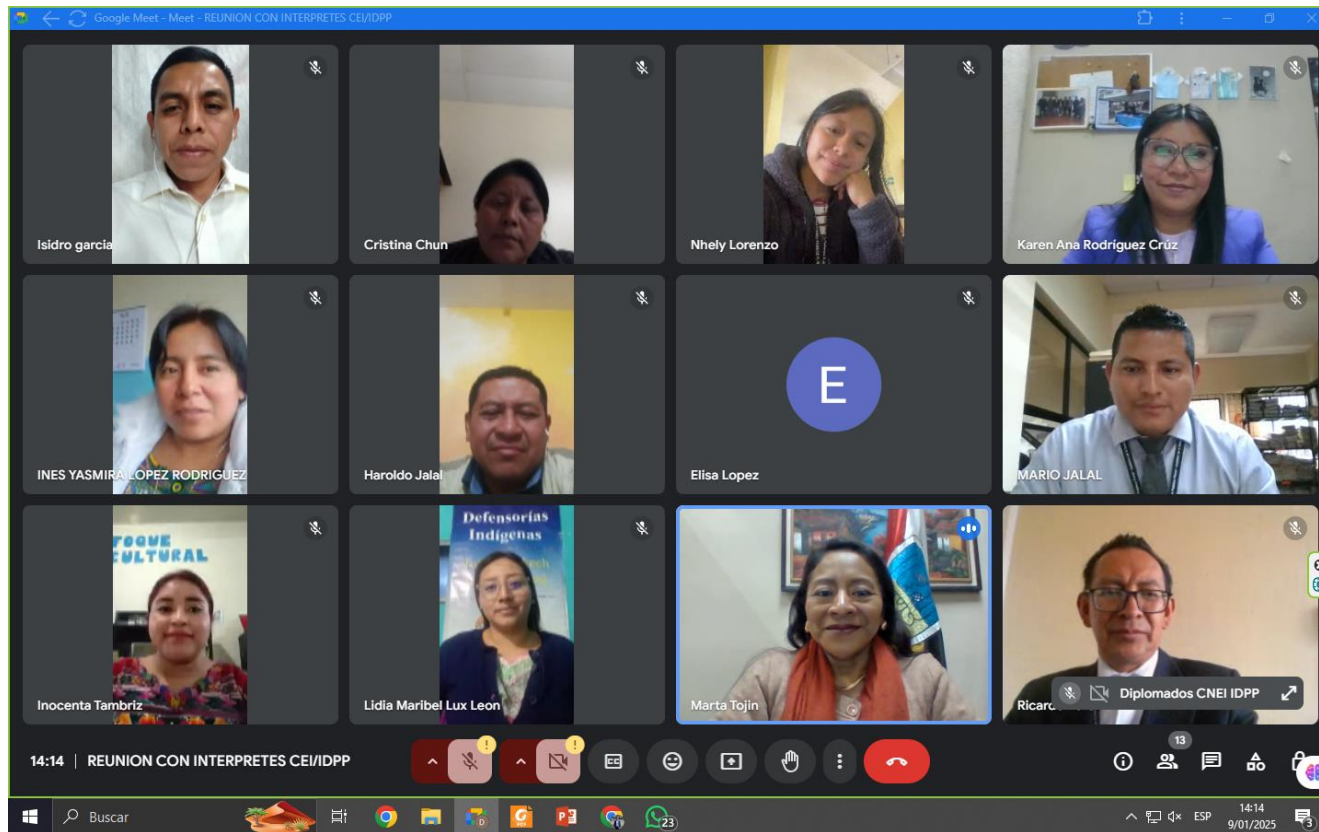 Google Meet - Meet - REUNION CON INTERPRETES CEI/IDPP
Isidro garcia
Cristina Chun
Nhely Lorenzo
Karen Ana Rodríguez Crúz
INES YASMIRA LOPEZ RODRIGUEZ
Haroldo Jalal
E
Elisa Lopez
MARIO JALAL
FOQUE
CULTURAL
Inocenta Tambriz
Defensorías
Indígenas
Lidia Maribel Lux Leon
Marta Tojin
Ricar
Diplomados CNEI IDPP
14:14 | REUNION CON INTERPRETES CEI/IDPP
CC
13
Buscar
23
ESP
14:14
9/01/2025
3